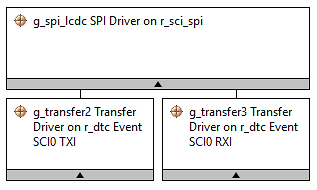 g_spi_lcdc SPI Driver on r_sci_spi
g_transfer2 Transfer
Driver on r_dtc Event
SCI0 TXI
g_transfer3 Transfer
Driver on r_dtc Event
SCI0 RXI